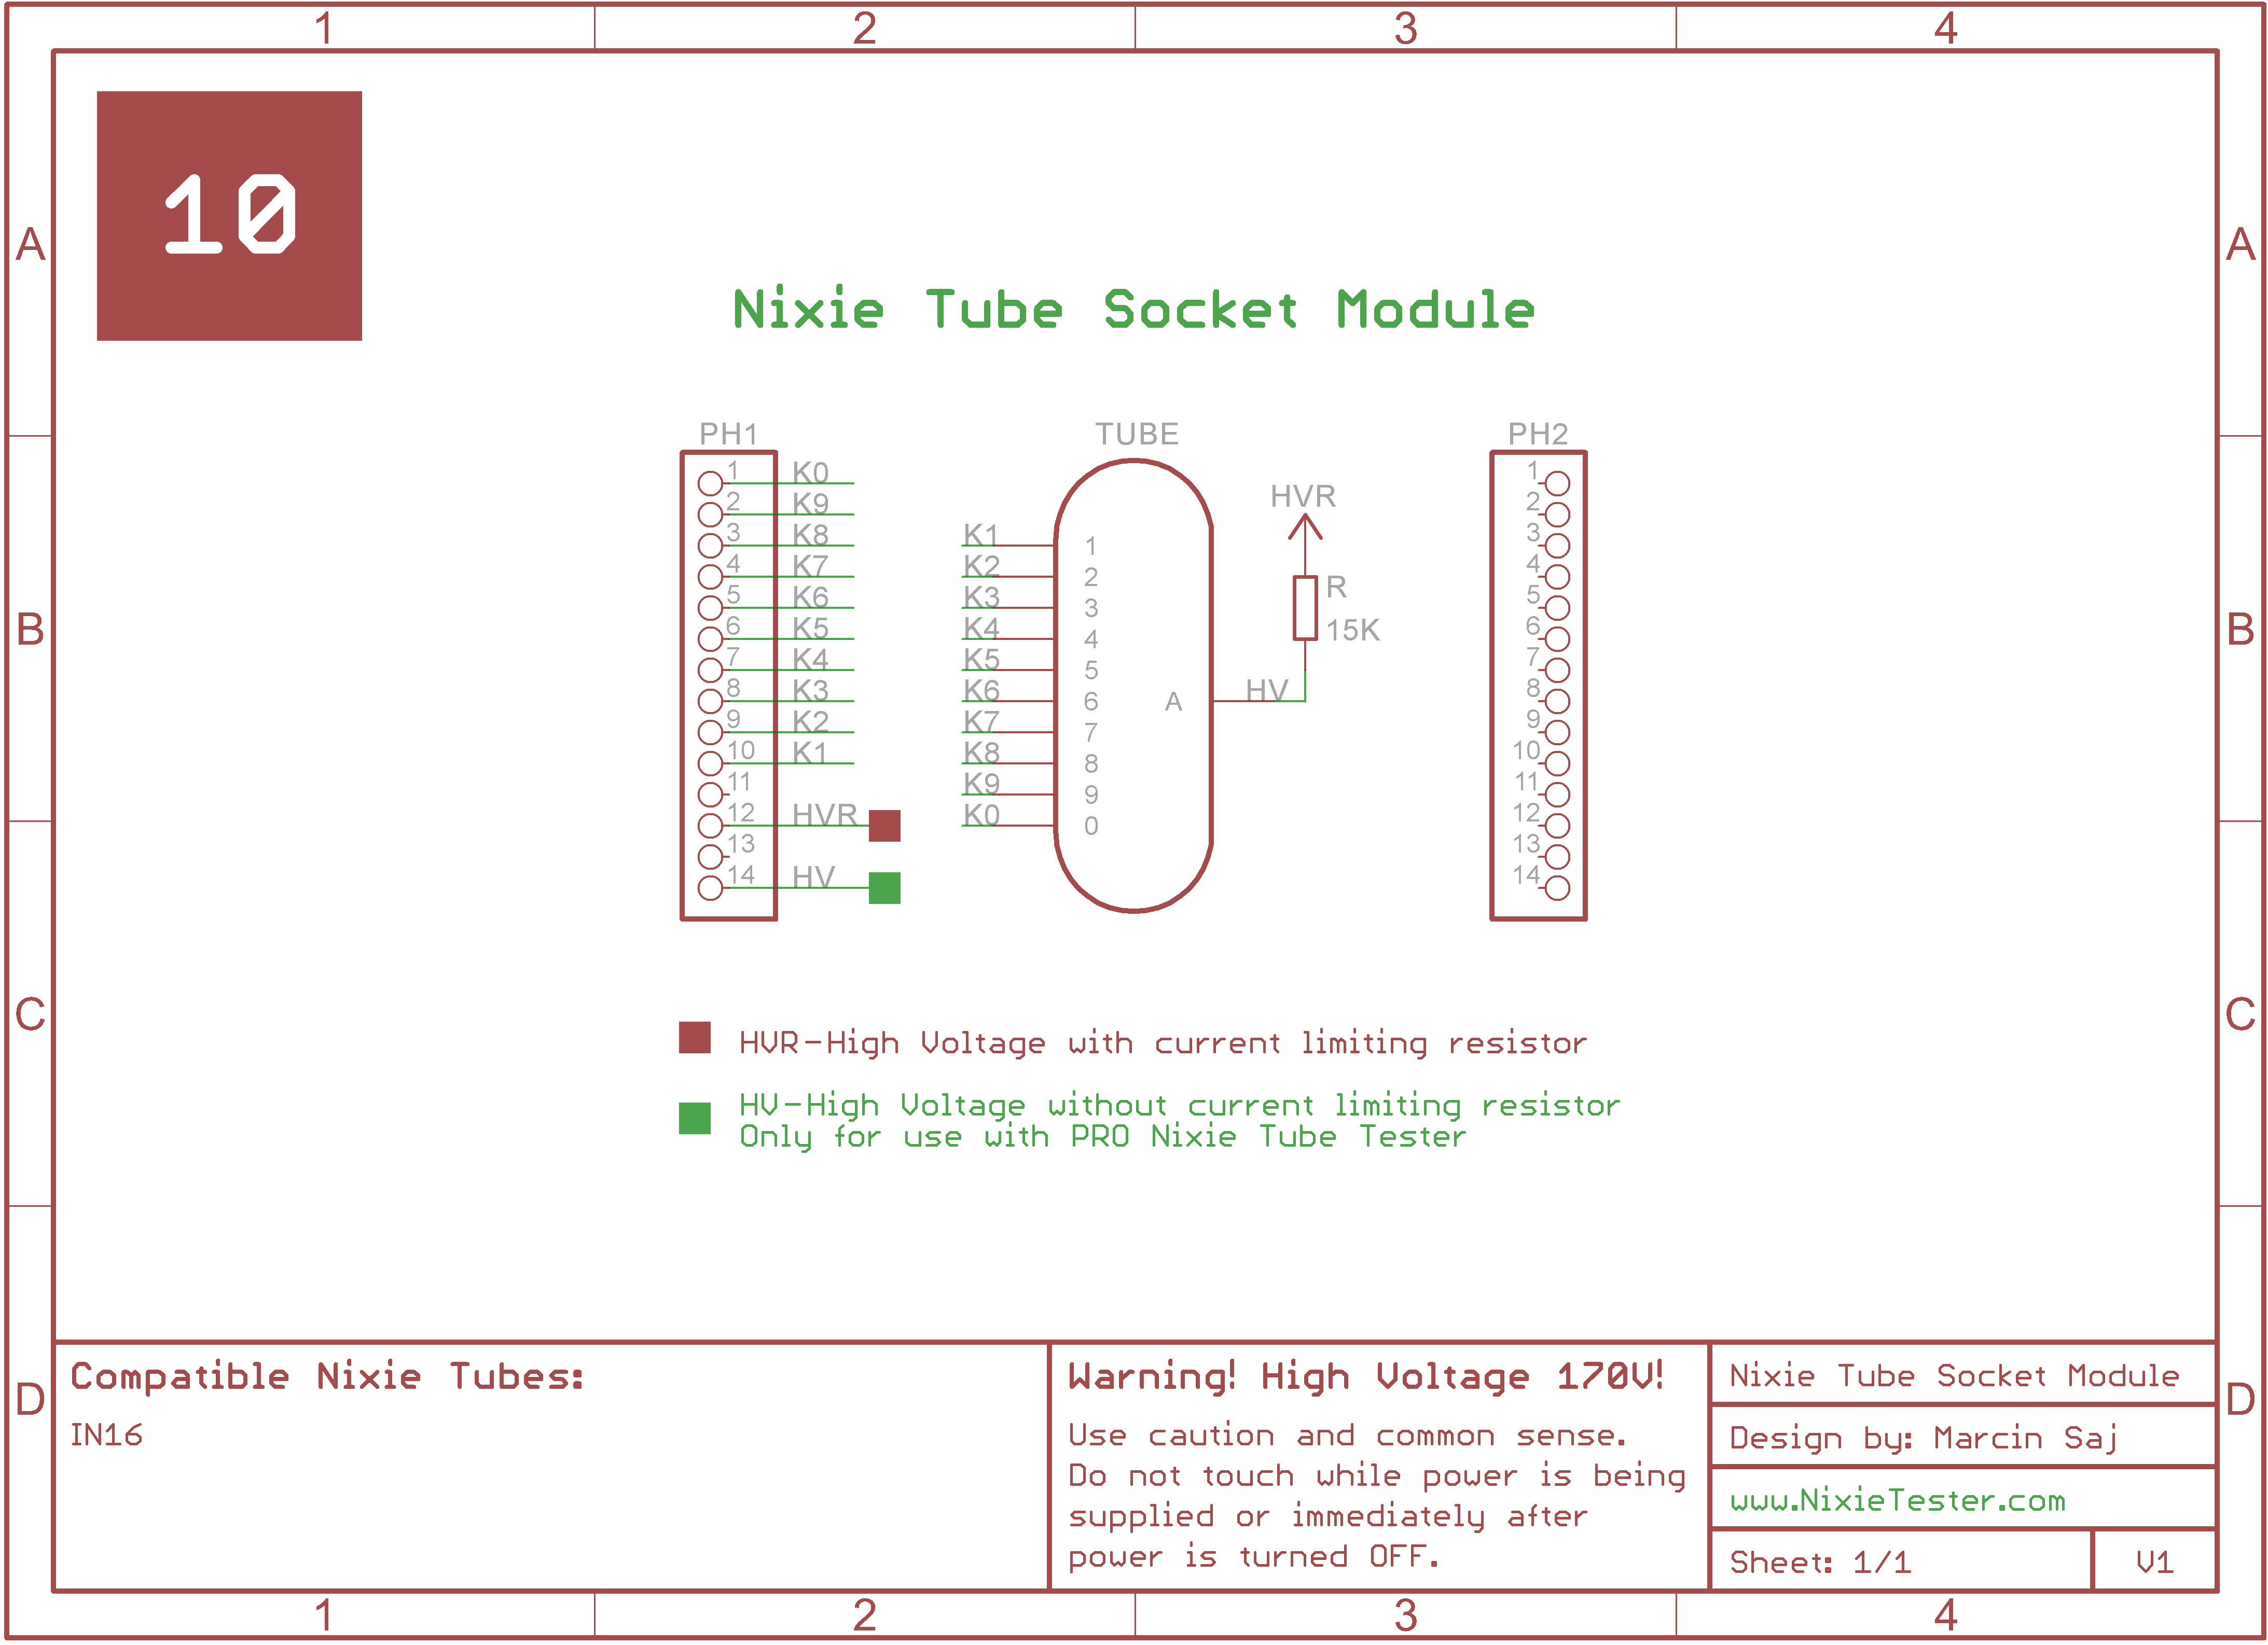 1 2 3 4
10
A A
Nixie Tube Socket Module
PH1 TUBE PH2
1 K0 1
2 K9 HVR 2
3 K8 K1 1 3
4 K7 K2 2 R 4
5 K6 K3 3 5
6 K5 K4 4 15K 6
7 K4 K5 5 7
8 K3 K6 6 A HV 8
9 K2 K7 7 9
10 K1 K8 8 10
11 K9 9 11
12 HVR K0 0 12
13 13
14 HV 14
B B
C C
HVR-High Voltage with current limiting resistor
HV-High Voltage without current limiting resistor
Only for use with PRO Nixie Tube Tester
D D
Compatible Nixie Tubes:
IN16
Warning! High Voltage 170V!
Use caution and common sense.
Do not touch while power is being
supplied or immediately after
power is turned OFF.
Nixie Tube Socket Module
Design by: Marcin Saj
www.NixieTester.com
Sheet: 1/1 V1
1 2 3 4